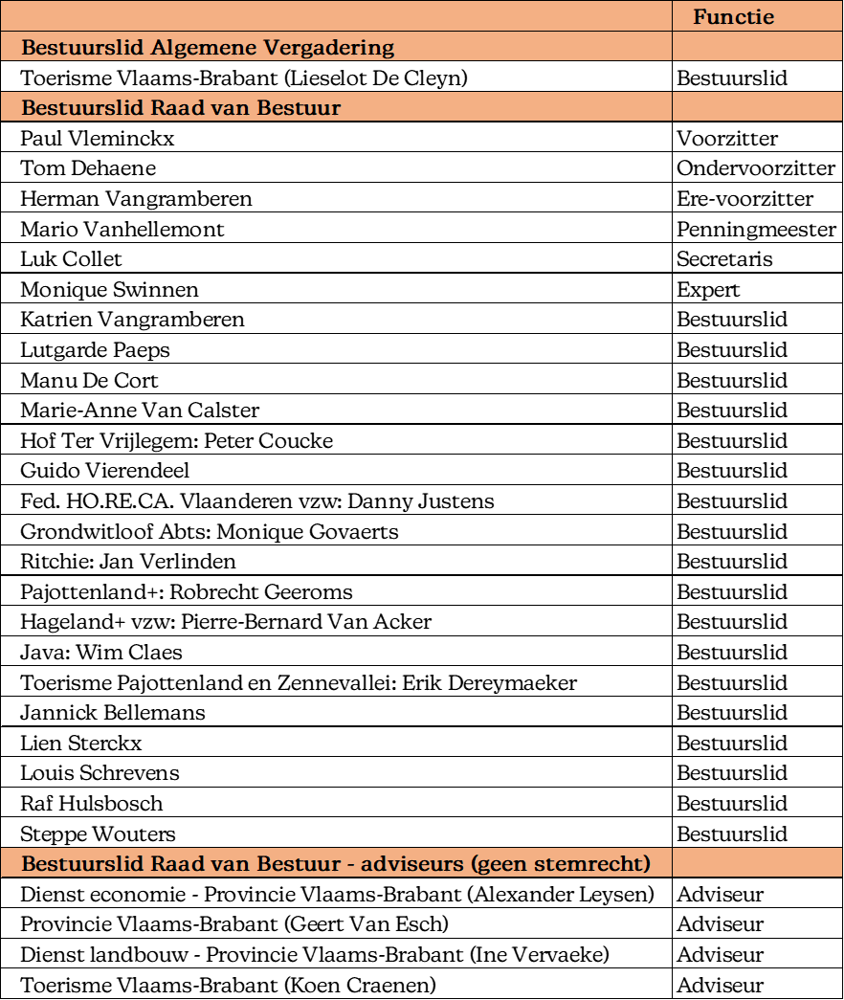 Functie
Bestuurslid Algemene Vergadering
Toerisme Vlaams-Brabant (Lieselot De Cleyn) Bestuurslid
Bestuurslid Raad van Bestuur
Paul Vleminckx Voorzitter
Tom Dehaene Ondervoorzitter
Herman Vangramberen Ere-voorzitter
Mario Vanhellemont Penningmeester
Luk Collet Secretaris
Monique Swinnen Expert
Katrien Vangramberen Bestuurslid
Lutgarde Paeps Bestuurslid
Manu De Cort Bestuurslid
Marie-Anne Van Calster Bestuurslid
Hof Ter Vrijlegem: Peter Coucke Bestuurslid
Guido Vierendeel Bestuurslid
Fed. HO.RE.CA. Vlaanderen vzw: Danny Justens Bestuurslid
Grondwitloof Abts: Monique Govaerts Bestuurslid
Ritchie: Jan Verlinden Bestuurslid
Pajottenland+: Robrecht Geeroms Bestuurslid
Hageland+ vzw: Pierre-Bernard Van Acker Bestuurslid
Java: Wim Claes Bestuurslid
Toerisme Pajottenland en Zennevallei: Erik Dereymaeker Bestuurslid
Jannick Bellemans Bestuurslid
Lien Sterckx Bestuurslid
Louis Schrevens Bestuurslid
Raf Hulsbosch Bestuurslid
Steppe Wouters Bestuurslid
Bestuurslid Raad van Bestuur - adviseurs (geen stemrecht)
Dienst economie - Provincie Vlaams-Brabant (Alexander Leysen) Adviseur
Provincie Vlaams-Brabant (Geert Van Esch) Adviseur
Dienst landbouw - Provincie Vlaams-Brabant (Ine Vervaeke) Adviseur
Toerisme Vlaams-Brabant (Koen Craenen) Adviseur